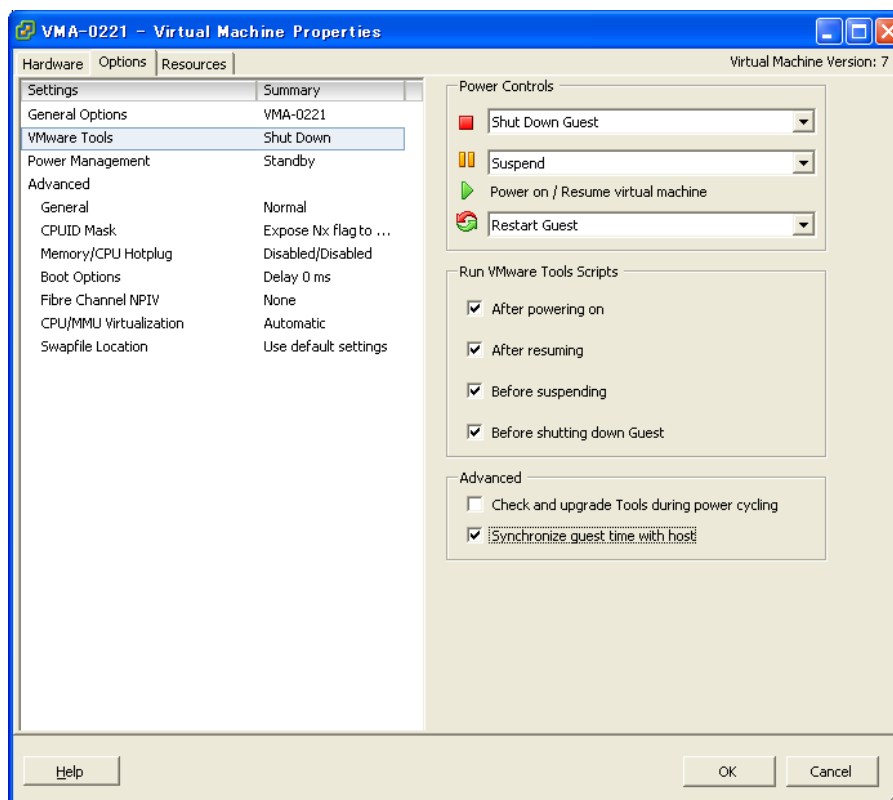 VMA-0221 - Virtual Machine Properties
Hardware Options Resources Virtual Machine Version: 7
Settings Summary
General Options VMA-0221
VMware Tools Shut Down
Power Management Standby
Advanced
General Normal
CPUID Mask Expose Nx flag to ...
Memory/CPU Hotplug Disabled/Disabled
Boot Options Delay 0 ms
Fibre Channel NPIV None
CPU/MMU Virtualization Automatic
Swapfile Location Use default settings
Power Controls
Shut Down Guest
Suspend
Power on / Resume virtual machine
Restart Guest
Run VMware Tools Scripts
After powering on
After resuming
Before suspending
Before shutting down Guest
Advanced
Check and upgrade Tools during power cycling
Synchronize guest time with host
Help OK Cancel